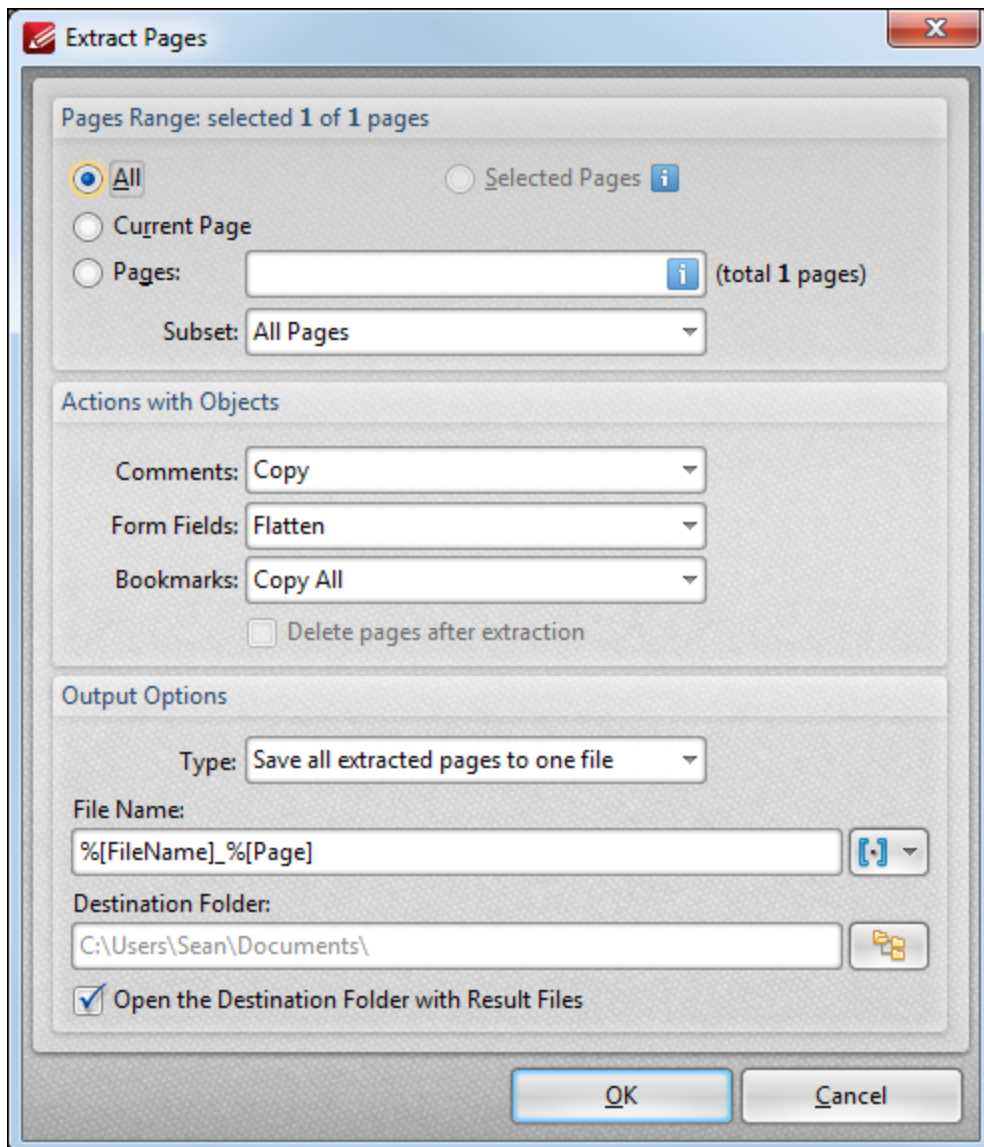 Extract Pages
Pages Range: selected 1 of 1 pages
All
Selected Pages
Current Page
Pages:
(total 1 pages)
Subset: All Pages
Actions with Objects
Comments: Copy
Form Fields: Flatten
Bookmarks: Copy All
Delete pages after extraction
Output Options
Type: Save all extracted pages to one file
File Name:
%[FileName]_%[Page]
Destination Folder:
C:\Users\Sean\Documents\
Open the Destination Folder with Result Files
OK
Cancel